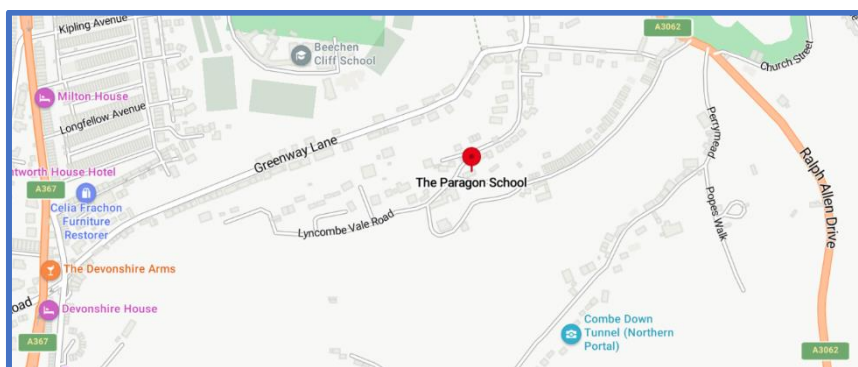 Kipling Avenue
A3062
Beechen
Cliff School
Church Street
Milton House
Longfellow Avenue
Perrymead
Greenway Lane
Ralph Allen Drive
The Paragon School
ntworth House Hotel
A367
Celia Frachon
Furniture
Restorer
Popes Walk
Lyncombe Vale Road
The Devonshire Arms
oad
Devonshire House
Combe Down
Tunnel (Northern
Portal)
A367
A3062